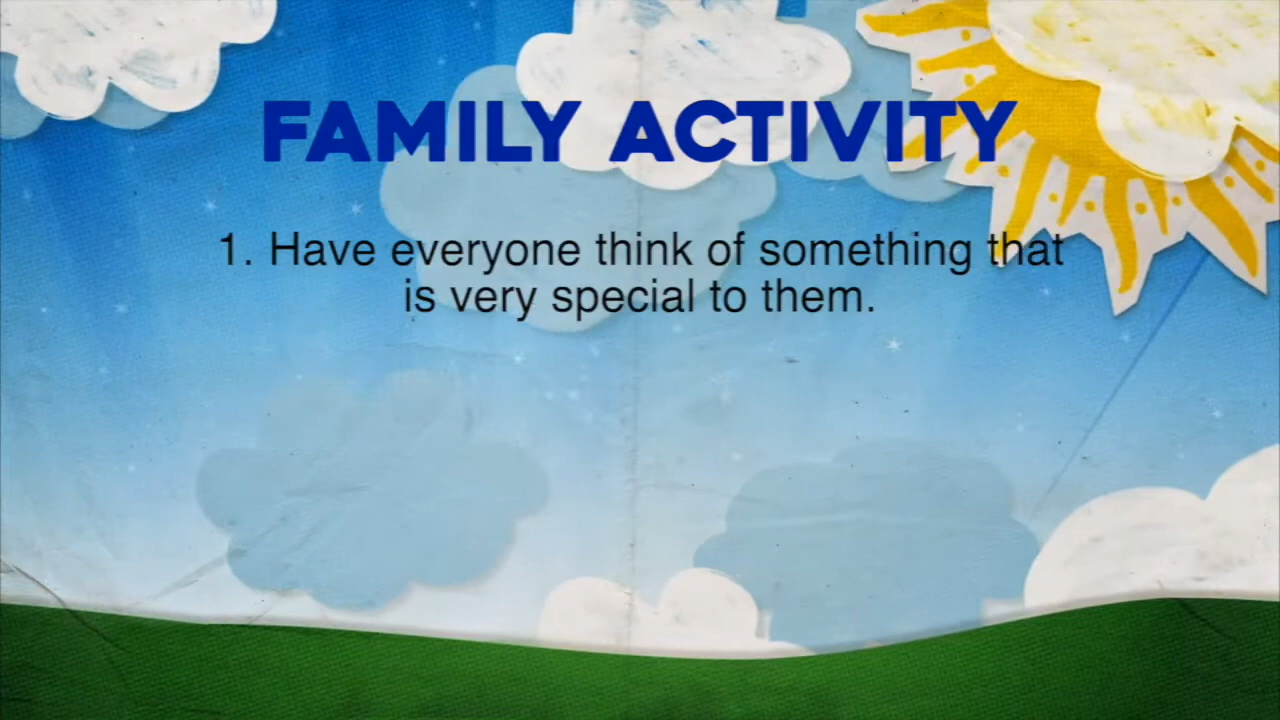 FAMILY ACTIVITY
1. Have everyone think of something that
is very special to them.